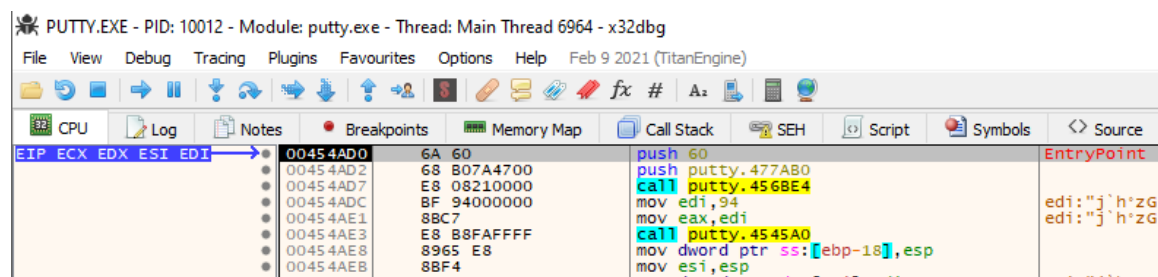 PUTTY.EXE - PID: 10012 - Module: putty.exe - Thread: Main Thread 6964 - x32dbg
File View Debug Tracing Plugins Favourites Options Help Feb 9 2021 (TitanEngine)
CPU Log Notes Breakpoints Memory Map Call Stack SEH Script Symbols Source
EIP ECX EDX ESI EDI 00454AD0 6A 60 push 60 EntryPoint
00454AD2 68 B07A4700 push putty.477AB0
00454AD7 E8 08210000 call putty.456BE4
00454ADC BF 94000000 mov edi,94 edi:"j`h°zG
00454AE1 8BC7 mov eax,edi edi:"j`h°zG
00454AE3 E8 B8FAFFFF call putty.4545A0
00454AE8 8965 E8 mov dword ptr ss:[ebp-18],esp
00454AEB 8BF4 mov esi,esp